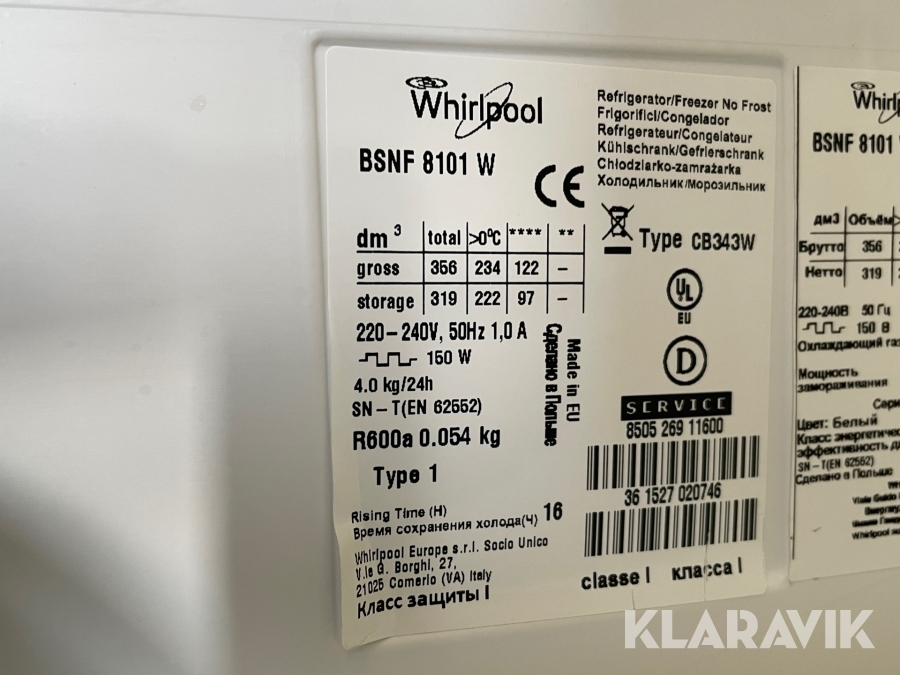 Whirlpool
BSNF 8101 W
CE
Refrigerator/Freezer No Frost
Frigorifici/Congelador
Refrigerateur/Congelateur
Kühlschrank/Gefrierschrank
Chłodziarko-zamrażarka
Холодильник/Морозильник
dm³ total >0°C **** **
gross 356 234 122 –
storage 319 222 97 –
Type CB343W
UL
EU
D
220-240V, 50Hz 1,0 A
150 W
4.0 kg/24h
SN-T(EN 62552)
R600a 0.054 kg
Type 1
Made in EU
Сделано в Польше
SERVICE
8505 269 11600
36 1527 020746
Rising Time (H)
Время сохранения холода(Ч) 16
Whirlpool Europe s.r.l. Socio Unico
V.le G. Borghi, 27,
21025 Comerio (VA) Italy
Класс защиты I
classe I класса I
BSNF 8101
дм3 Объём
Брутто 356
Нетто 319
220-240В 50 Гц
150 В
Охлаждающий газ
Мощность
замораживания
Цвет: Белый
SN-T(EN 62552)
Сделано в Польше
KLARAVIK